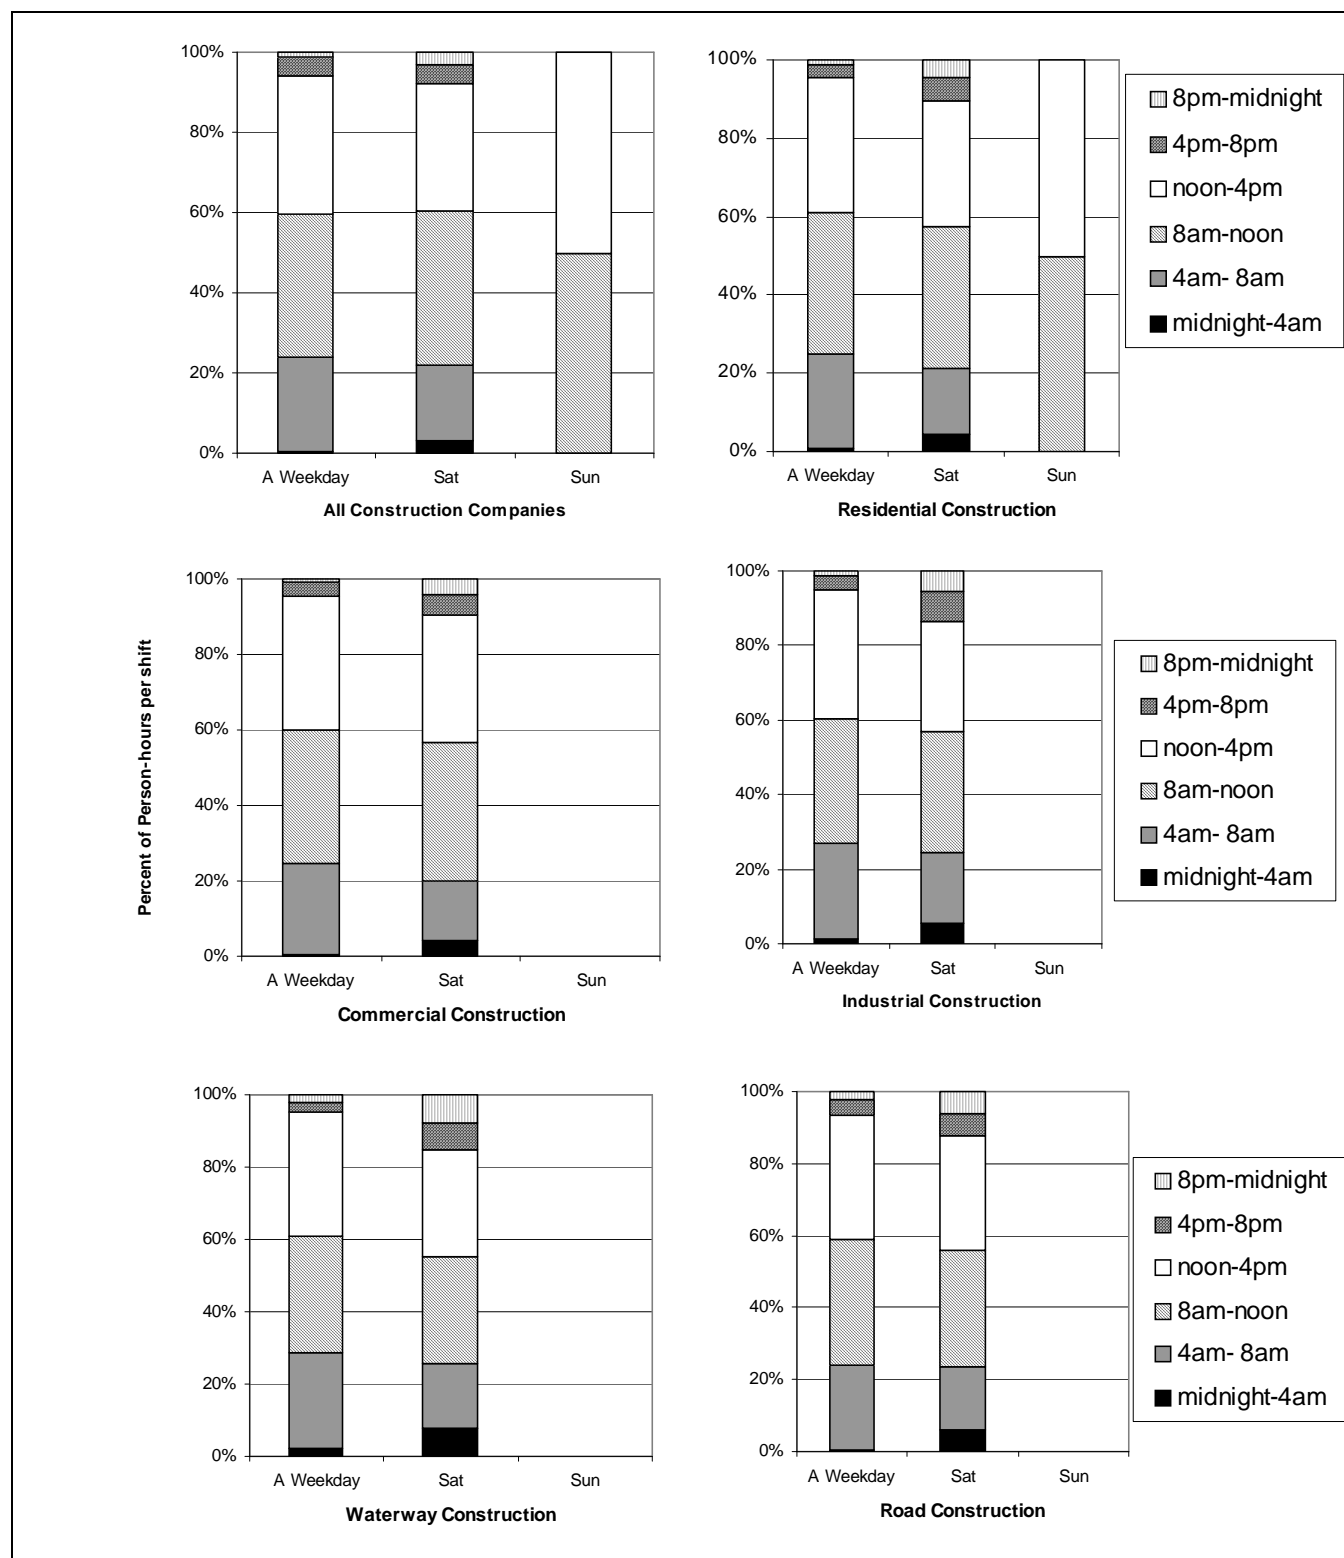 100%
80%
60%
40%
20%
0%
A Weekday Sat Sun
All Construction Companies
100%
80%
60%
40%
20%
0%
A Weekday Sat Sun
Residential Construction
8pm-midnight
4pm-8pm
noon-4pm
8am-noon
4am- 8am
midnight-4am
Percent of Person-hours per shift
100%
80%
60%
40%
20%
0%
A Weekday Sat Sun
Commercial Construction
100%
80%
60%
40%
20%
0%
A Weekday Sat Sun
Industrial Construction
8pm-midnight
4pm-8pm
noon-4pm
8am-noon
4am- 8am
midnight-4am
100%
80%
60%
40%
20%
0%
A Weekday Sat Sun
Waterway Construction
100%
80%
60%
40%
20%
0%
A Weekday Sat Sun
Road Construction
8pm-midnight
4pm-8pm
noon-4pm
8am-noon
4am- 8am
midnight-4am